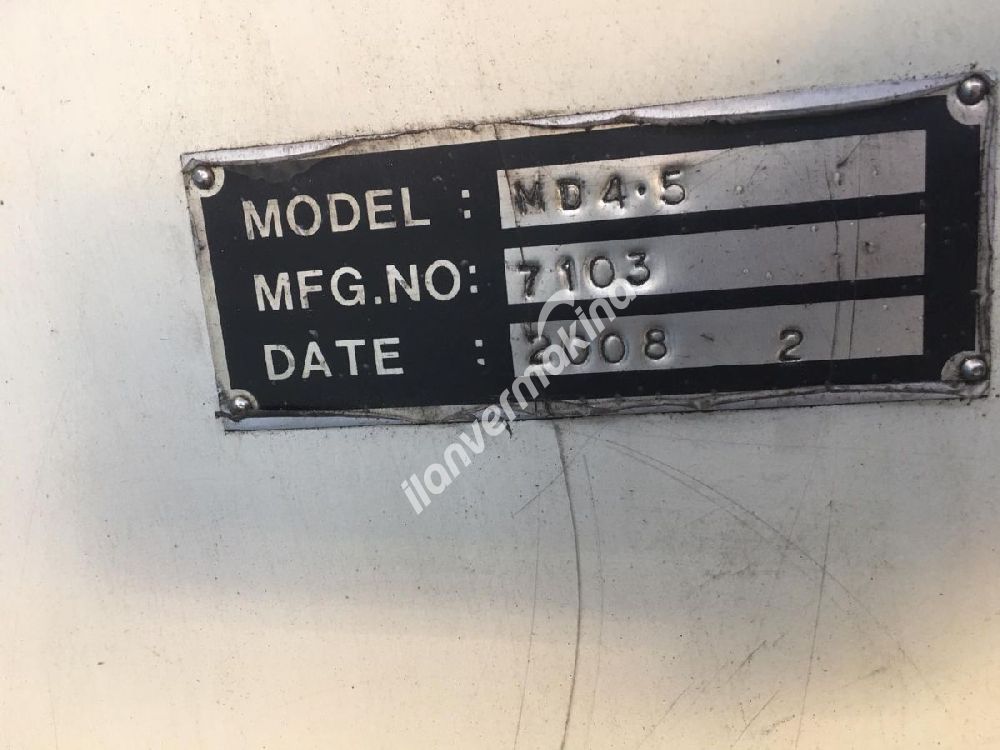 MODEL : MD4·5
MFG.NO: 7103
DATE : 2008 2
ilanvermakina